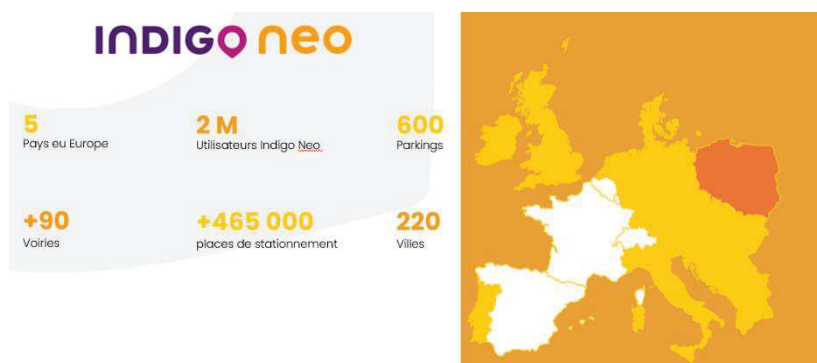 INDIGO neo
5
Pays eu Europe
2 M
Utilisateurs Indigo Neo
600
Parkings
+90
Voiries
+465 000
places de stationnement
220
Villes